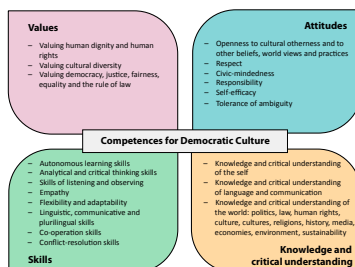 Values
– Valuing human dignity and human
rights
– Valuing cultural diversity
– Valuing democracy, justice, fairness,
equality and the rule of law
Attitudes
– Openness to cultural otherness and to
other beliefs, world views and practices
– Respect
– Civic-mindedness
– Responsibility
– Self-efficacy
– Tolerance of ambiguity
Competences for Democratic Culture
– Autonomous learning skills
– Analytical and critical thinking skills
– Skills of listening and observing
– Empathy
– Flexibility and adaptability
– Linguistic, communicative and
plurilingual skills
– Co-operation skills
– Conflict-resolution skills
Skills
– Knowledge and critical understanding
of the self
– Knowledge and critical understanding
of language and communication
– Knowledge and critical understanding of
the world: politics, law, human rights,
culture, cultures, religions, history, media,
economies, environment, sustainability
Knowledge and
critical understanding